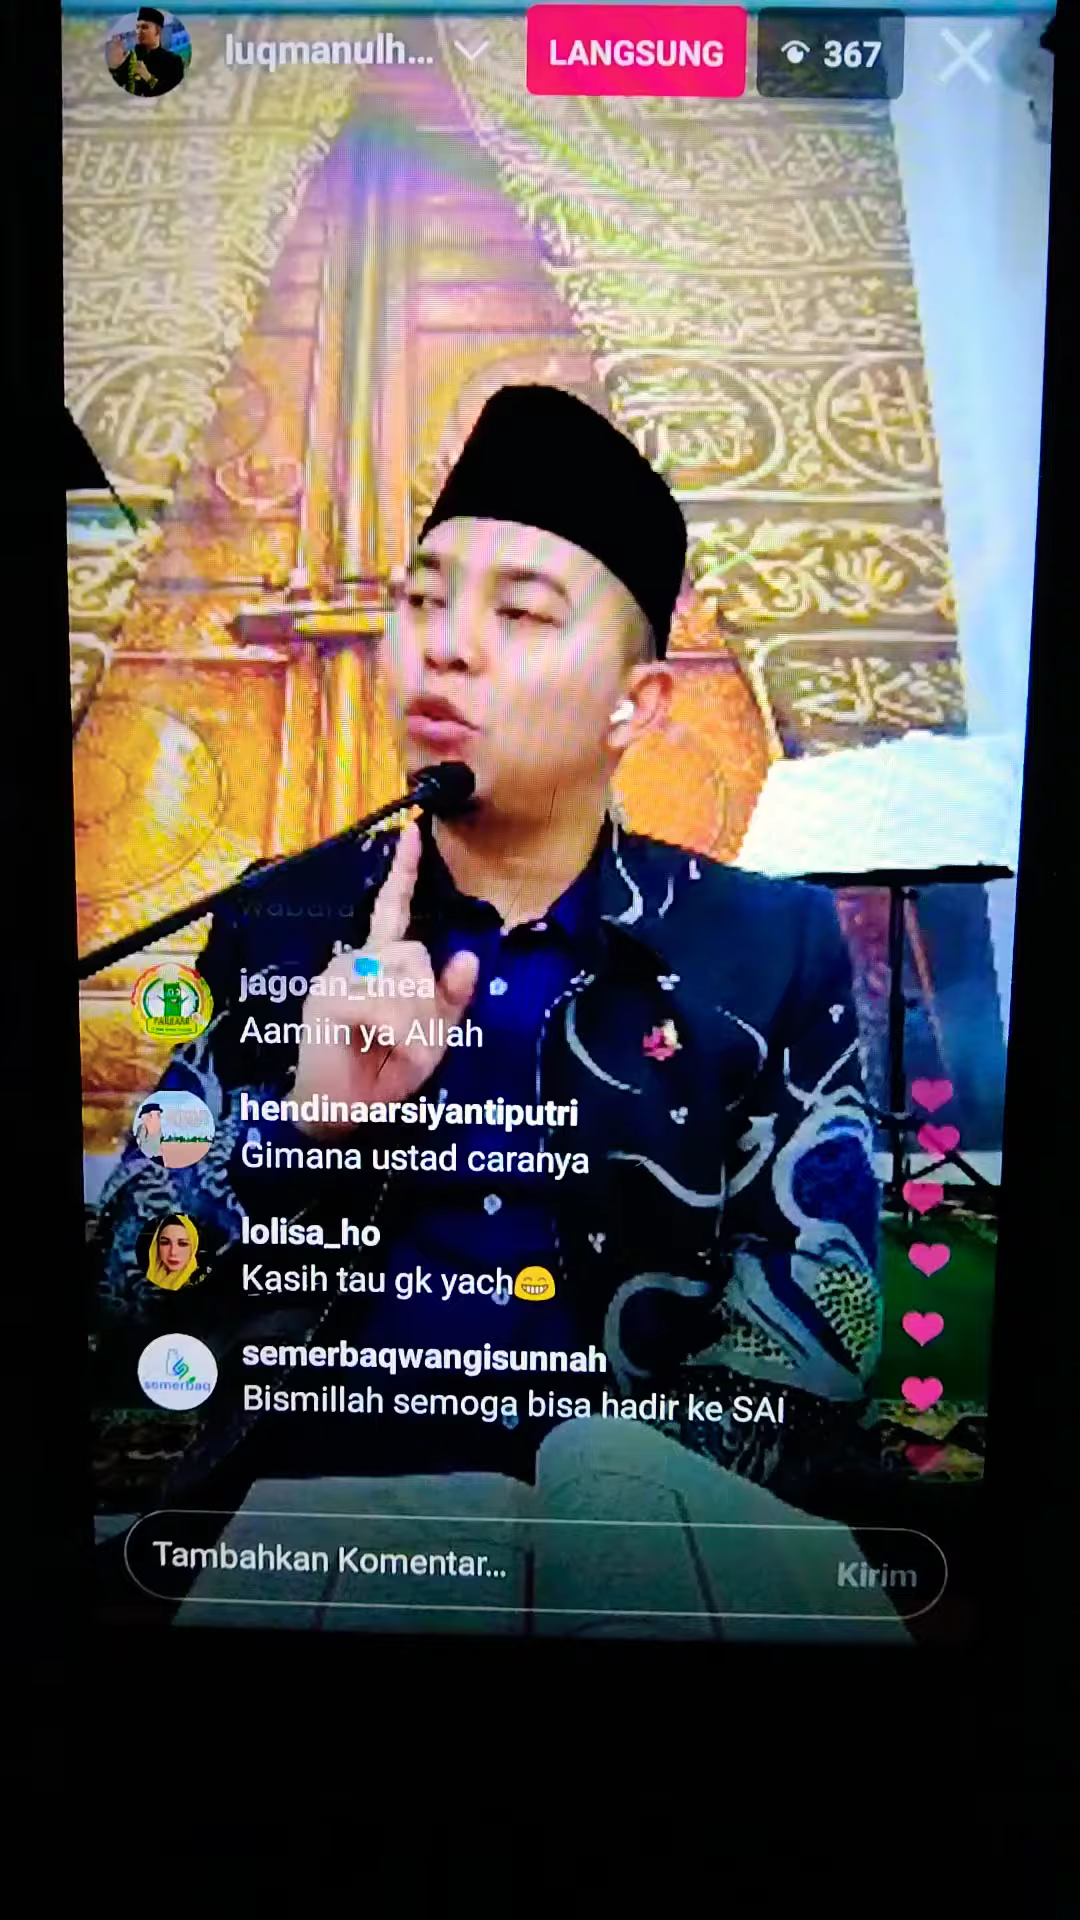 luqmanulh...
LANGSUNG
367
jagoan_thea
Aamiin ya Allah
hendinaarsiyantiputri
Gimana ustad caranya
lolisa_ho
Kasih tau gk yach😁
semerbaqwangisunnah
semerbaq
Bismillah semoga bisa hadir ke SAI
Tambahkan Komentar...
Kirim